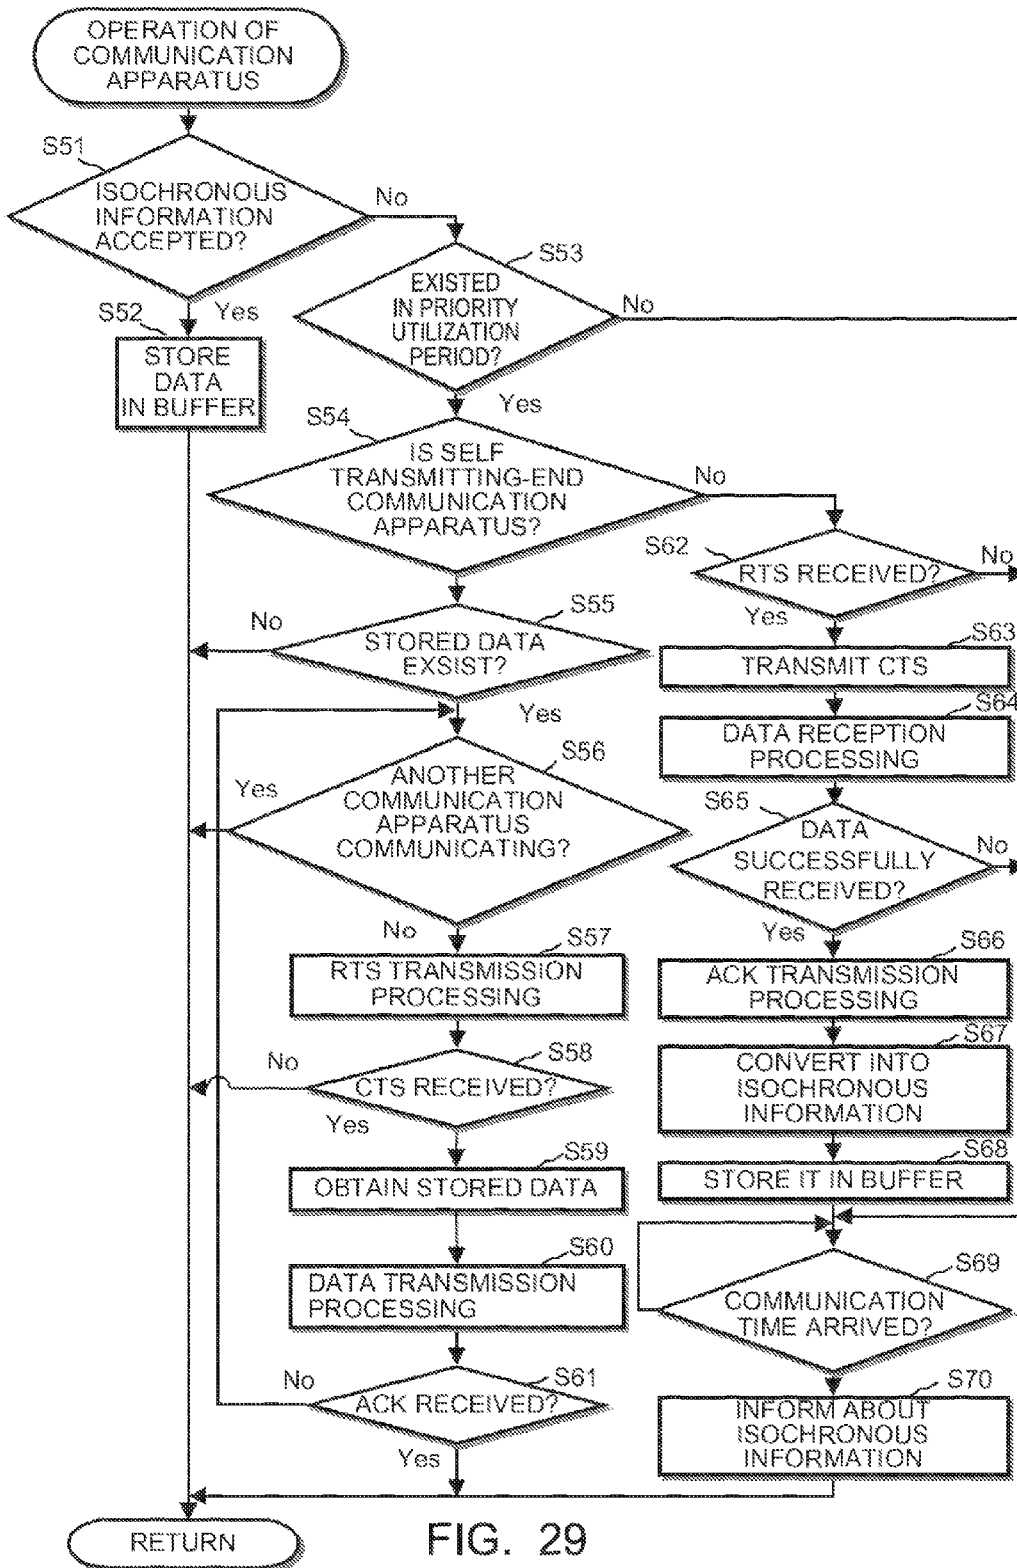 OPERATION OF
COMMUNICATION
APPARATUS
S51
ISOCHRONOUS
INFORMATION
ACCEPTED?
No
Yes
S52
STORE
DATA
IN BUFFER
S53
EXISTED
IN PRIORITY
UTILIZATION
PERIOD?
No
Yes
S54
IS SELF
TRANSMITTING-END
COMMUNICATION
APPARATUS?
No
S55
STORED DATA
EXSIST?
No
Yes
S56
ANOTHER
COMMUNICATION
APPARATUS
COMMUNICATING?
Yes
No
S57
RTS TRANSMISSION
PROCESSING
S58
CTS RECEIVED?
No
Yes
S59
OBTAIN STORED DATA
S60
DATA TRANSMISSION
PROCESSING
S61
ACK RECEIVED?
No
Yes
S62
RTS RECEIVED?
No
Yes
S63
TRANSMIT CTS
S64
DATA RECEPTION
PROCESSING
S65
DATA
SUCCESSFULLY
RECEIVED?
No
Yes
S66
ACK TRANSMISSION
PROCESSING
S67
CONVERT INTO
ISOCHRONOUS
INFORMATION
S68
STORE IT IN BUFFER
S69
COMMUNICATION
TIME ARRIVED?
S70
INFORM ABOUT
ISOCHRONOUS
INFORMATION
RETURN
FIG. 29